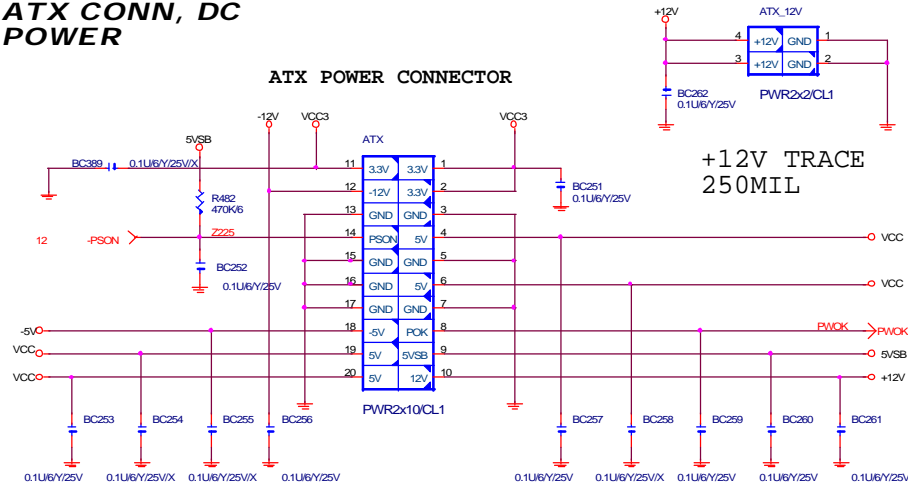 ATX CONN, DC
POWER
ATX POWER CONNECTOR
+12V
ATX_12V
4 +12V GND 1
3 +12V GND 2
BC262
0.1U/6/Y/25V
PWR2x2/CL1
+12V TRACE
250MIL
-12V
VCC3
VCC3
5VSB
ATX
BC389
0.1U/6/Y/25V/X
11 3.3V 3.3V 1
12 -12V 3.3V 2
13 GND GND 3
14 PSON 5V 4
15 GND GND 5
16 GND 5V 6
17 GND GND 7
18 -5V POK 8
19 5V 5VSB 9
20 5V 12V 10
PWR2x10/CL1
R482
470K/6
BC251
0.1U/6/Y/25V
12
-PSON
Z225
BC252
0.1U/6/Y/25V
VCC
VCC
PWOK
PWOK
5VSB
+12V
-5V
VCC
VCC
BC253
BC254
BC255
BC256
BC257
BC258
BC259
BC260
BC261
0.1U/6/Y/25V
0.1U/6/Y/25V/X
0.1U/6/Y/25V/X
0.1U/6/Y/25V
0.1U/6/Y/25V
0.1U/6/Y/25V/X
0.1U/6/Y/25V
0.1U/6/Y/25V
0.1U/6/Y/25V